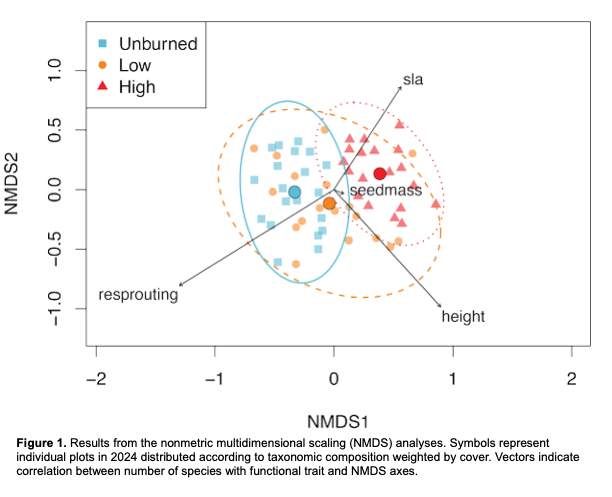 Unburned
Low
High
1.0
0.5
0.0
−0.5
−1.0
NMDS2
sla
seedmass
resprouting
height
−2
−1
0
1
2
NMDS1
Figure 1. Results from the nonmetric multidimensional scaling (NMDS) analyses. Symbols represent
individual plots in 2024 distributed according to taxonomic composition weighted by cover. Vectors indicate
correlation between number of species with functional trait and NMDS axes.